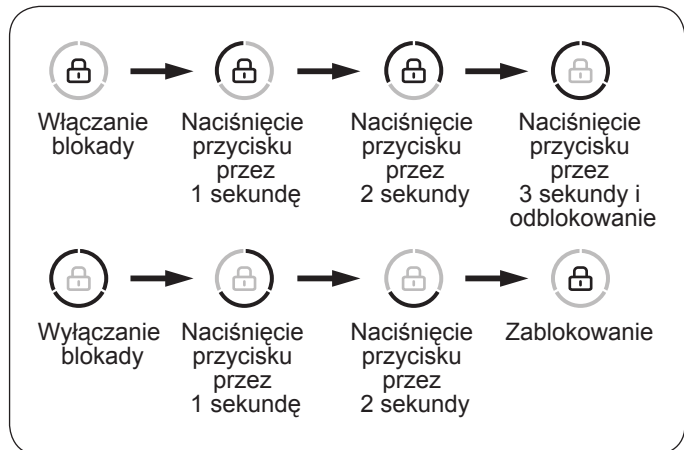 Włączanie
blokady
Naciśnięcie
przycisku
przez
1 sekundę
Naciśnięcie
przycisku
przez
2 sekundy
Naciśnięcie
przycisku
przez
3 sekundy i
odblokowanie
Wyłączanie
blokady
Naciśnięcie
przycisku
przez
1 sekundę
Naciśnięcie
przycisku
przez
2 sekundy
Zablokowanie